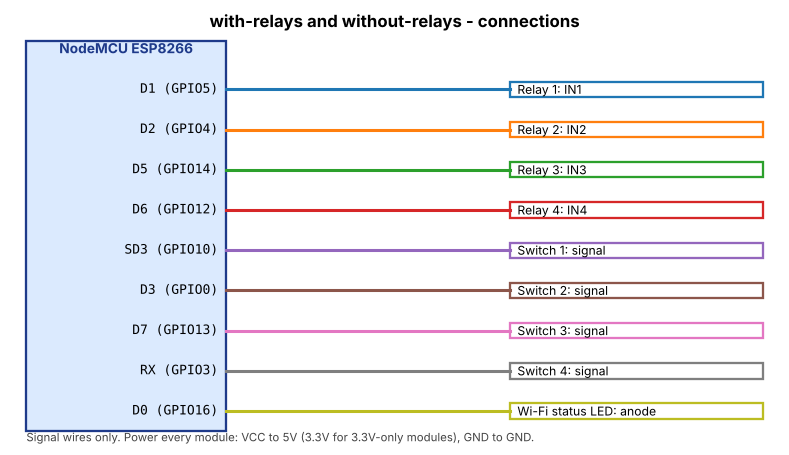 with-relays and without-relays - connections
NodeMCU ESP8266
D1 (GPIO5) Relay 1: IN1
D2 (GPIO4) Relay 2: IN2
D5 (GPIO14) Relay 3: IN3
D6 (GPIO12) Relay 4: IN4
SD3 (GPIO10) Switch 1: signal
D3 (GPIO0) Switch 2: signal
D7 (GPIO13) Switch 3: signal
RX (GPIO3) Switch 4: signal
D0 (GPIO16) Wi-Fi status LED: anode
Signal wires only. Power every module: VCC to 5V (3.3V for 3.3V-only modules), GND to GND.